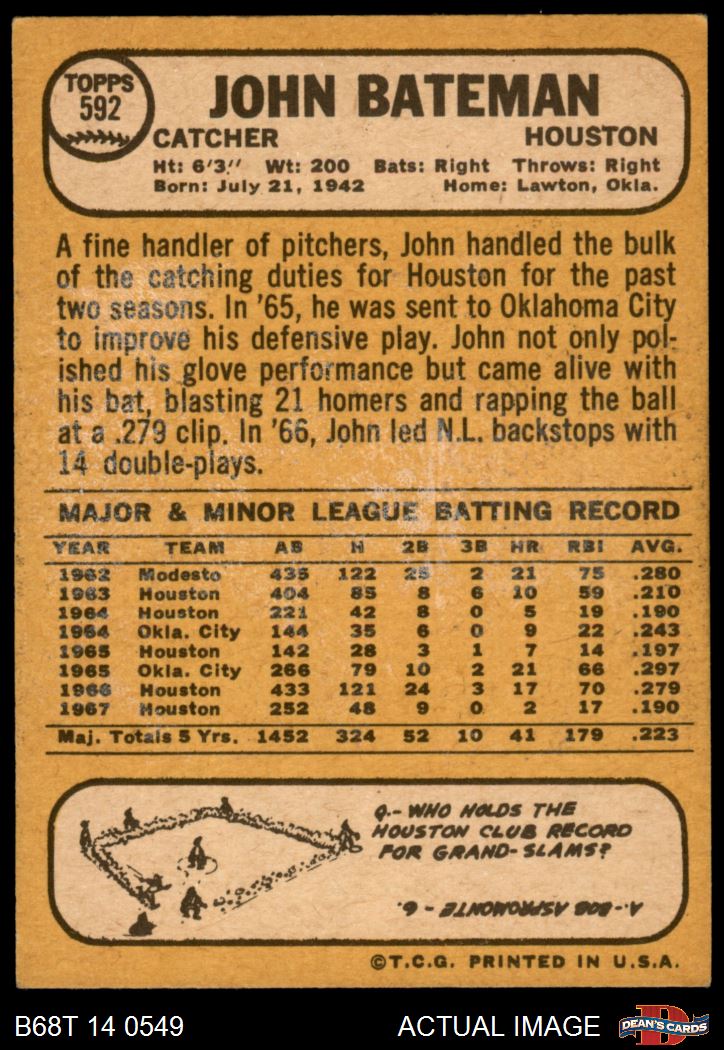 TOPPS
592
JOHN BATEMAN
CATCHER HOUSTON
Ht: 6'3" Wt: 200 Bats: Right Throws: Right
Born: July 21, 1942 Home: Lawton, Okla.
A fine handler of pitchers, John handled the bulk
of the catching duties for Houston for the past
two seasons. In '65, he was sent to Oklahoma City
to improve his defensive play. John not only pol-
ished his glove performance but came alive with
his bat, blasting 21 homers and rapping the ball
at a .279 clip. In '66, John led N.L. backstops with
14 double-plays.
MAJOR & MINOR LEAGUE BATTING RECORD
YEAR TEAM AB H 2B 3B HR RBI AVG.
1962 Modesto 435 122 25 2 21 75 .280
1963 Houston 404 85 8 6 10 59 .210
1964 Houston 221 42 8 0 5 19 .190
1964 Okla. City 144 35 6 0 9 22 .243
1965 Houston 142 28 3 1 7 14 .197
1965 Okla. City 266 79 10 2 21 66 .297
1966 Houston 433 121 24 3 17 70 .279
1967 Houston 252 48 9 0 2 17 .190
Maj. Totals 5 Yrs. 1452 324 52 10 41 179 .223
Q.- WHO HOLDS THE
HOUSTON CLUB RECORD
FOR GRAND-SLAMS?
A.- BOB ASPROMONTE - 6.
©T.C.G. PRINTED IN U.S.A.
B68T 14 0549 ACTUAL IMAGE
D
DEAN'S CARDS